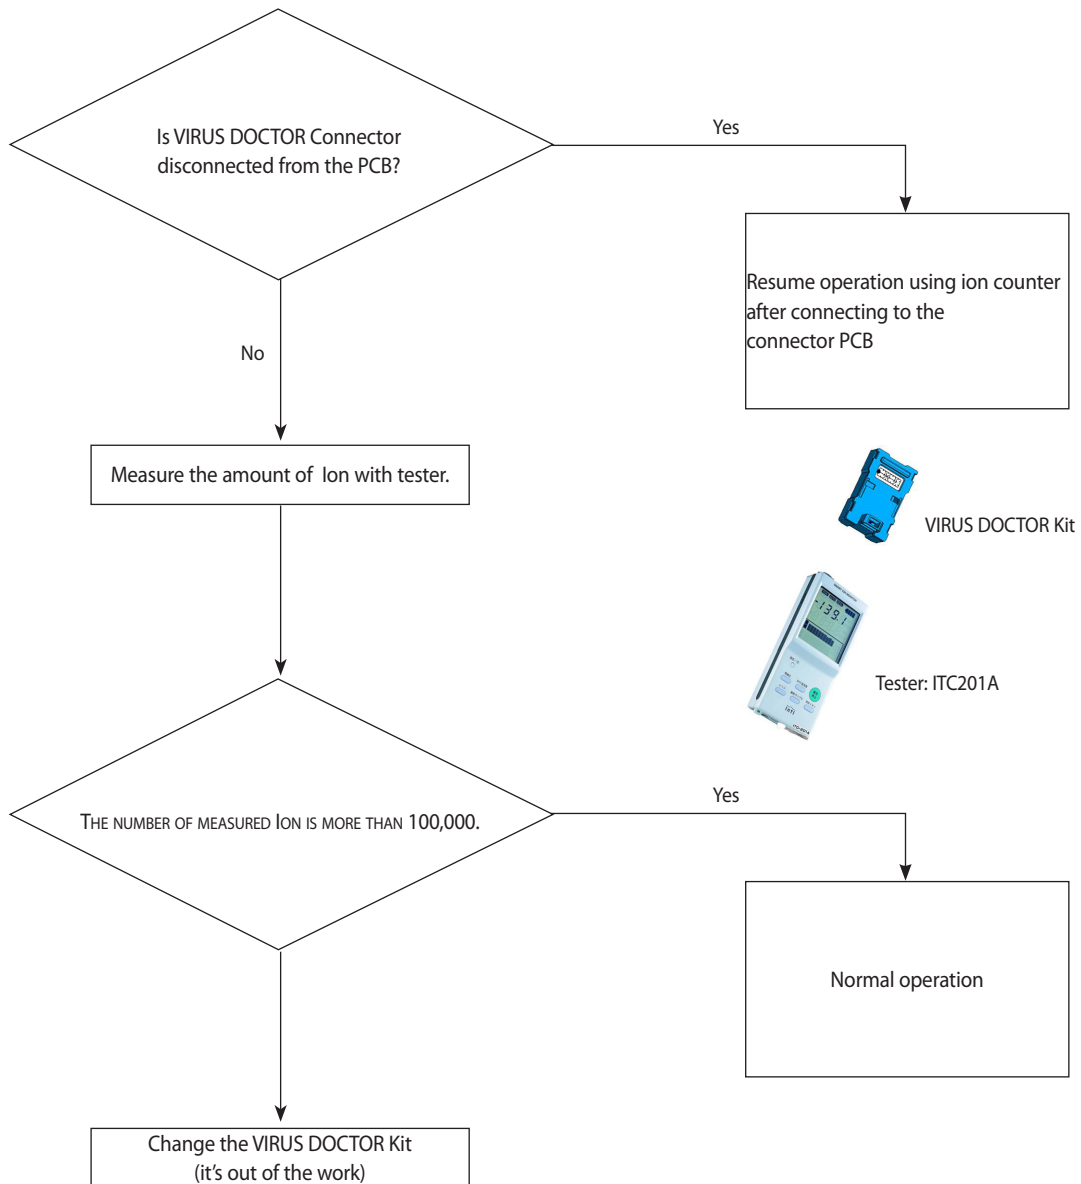 Is VIRUS DOCTOR Connector
disconnected from the PCB?
Yes
Resume operation using ion counter
after connecting to the
connector PCB
No
Measure the amount of Ion with tester.
VIRUS DOCTOR Kit
-139.1
Tester: ITC201A
THE NUMBER OF MEASURED ION IS MORE THAN 100,000.
Yes
Normal operation
Change the VIRUS DOCTOR Kit
(it's out of the work)